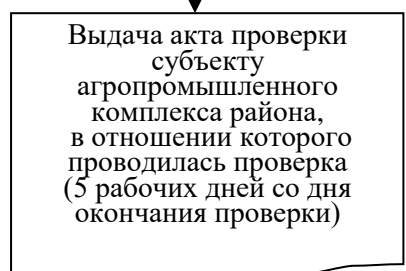 Выдача акта проверки
субъекту
агропромышленного
комплекса района,
в отношении которого
проводилась проверка
(5 рабочих дней со дня
окончания проверки)